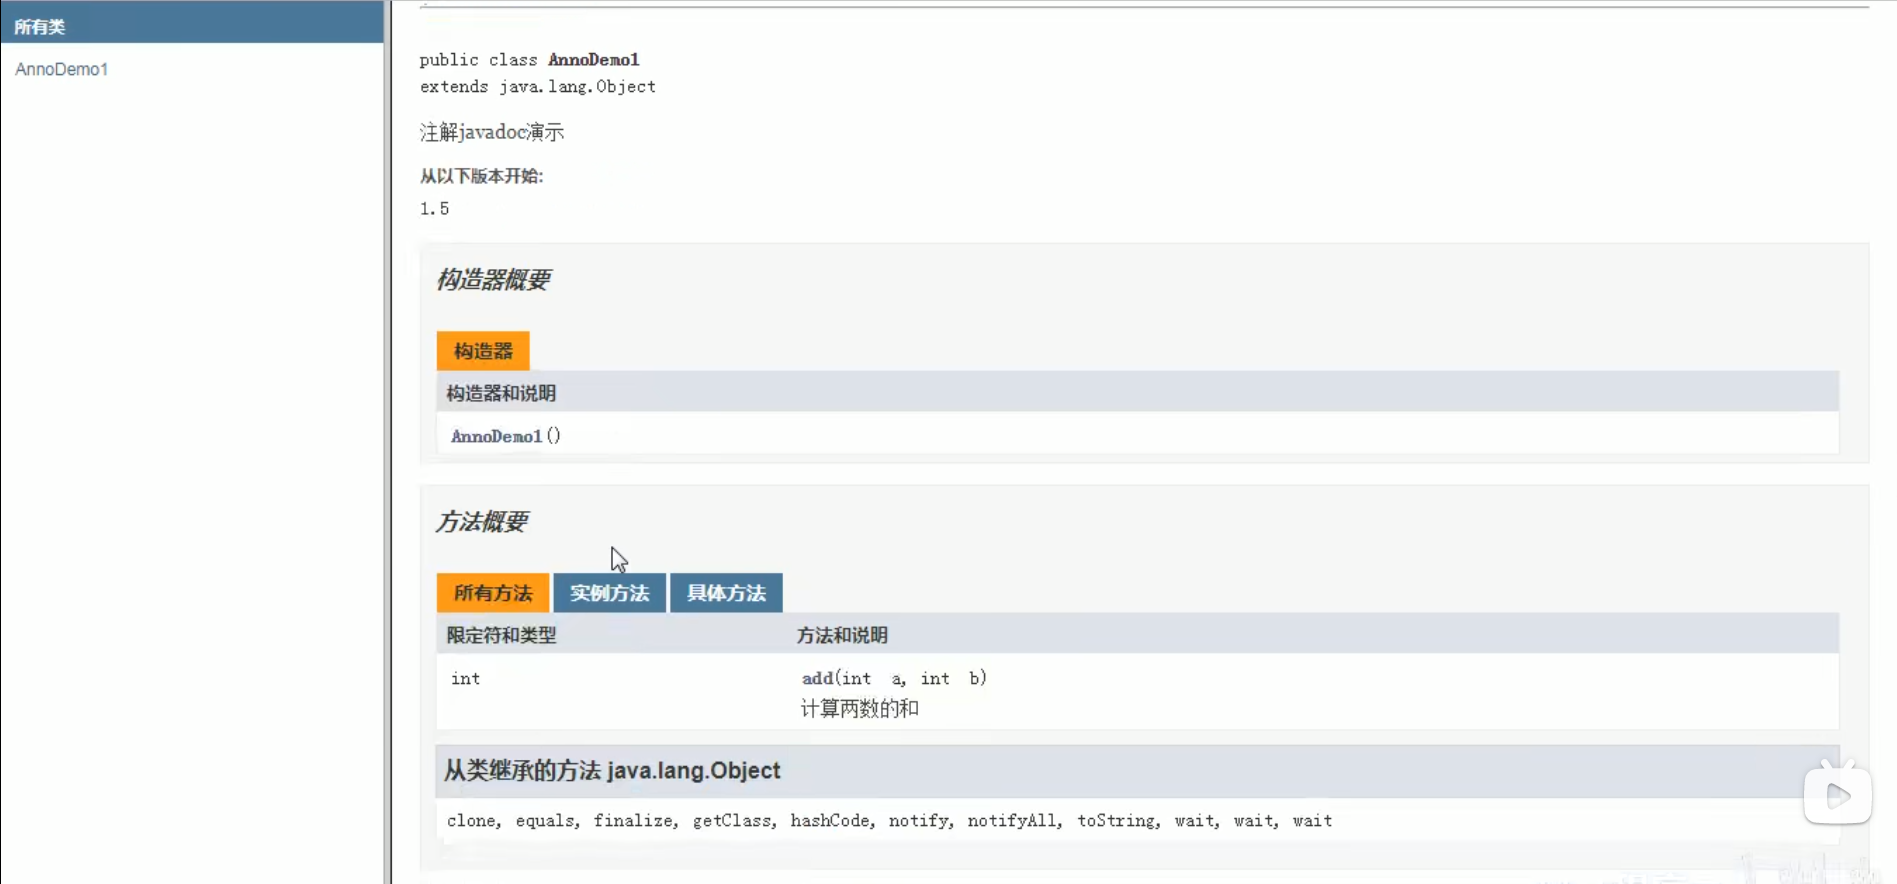 所有类
AnnoDemo1
public class AnnoDemo1
extends java.lang.Object
注解javadoc演示
从以下版本开始:
1.5
构造器概要
构造器
构造器和说明
AnnoDemo1()
方法概要
所有方法 实例方法 具体方法
限定符和类型 方法和说明
int add(int a, int b)
计算两数的和
从类继承的方法 java.lang.Object
clone, equals, finalize, getClass, hashCode, notify, notifyAll, toString, wait, wait, wait